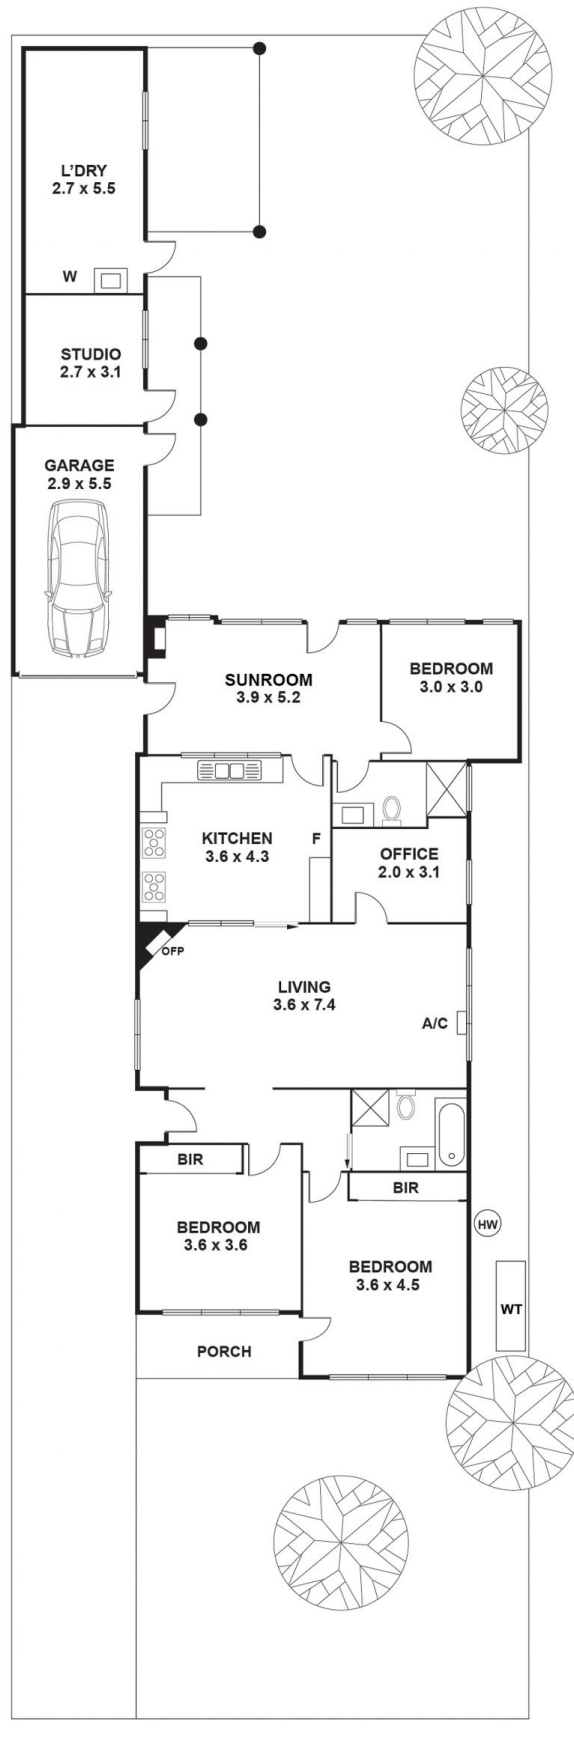 L'DRY
2.7 x 5.5
W
STUDIO
2.7 x 3.1
GARAGE
2.9 x 5.5
SUNROOM
3.9 x 5.2
BEDROOM
3.0 x 3.0
KITCHEN
3.6 x 4.3
F
OFFICE
2.0 x 3.1
OFP
LIVING
3.6 x 7.4
A/C
BIR
BIR
BEDROOM
3.6 x 3.6
HW
BEDROOM
3.6 x 4.5
WT
PORCH